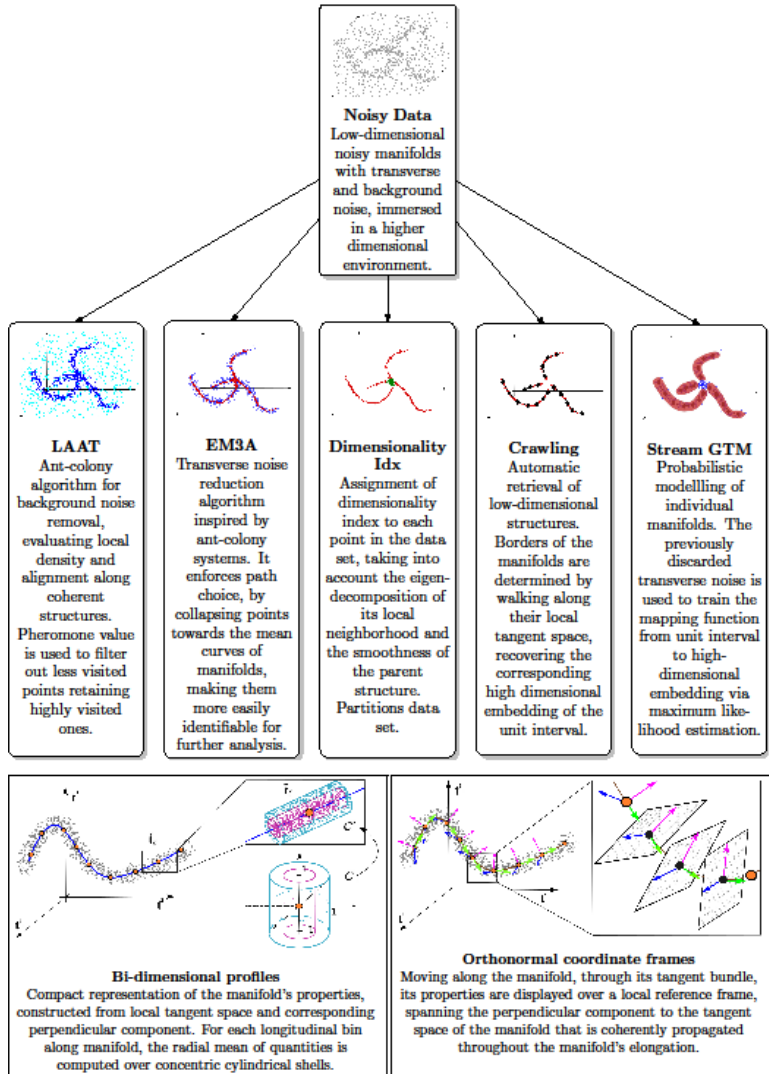 Noisy Data
Low-dimensional
noisy manifolds
with transverse
and background
noise, immersed
in a higher
dimensional
environment.
LAAT
Ant-colony
algorithm for
background noise
removal,
evaluating local
density and
alignment along
coherent
structures.
Pheromone value
is used to filter
out less visited
points retaining
highly visited
ones.
EM3A
Transverse noise
reduction
algorithm
inspired by
ant-colony
systems. It
enforces path
choice, by
collapsing points
towards the mean
curves of
manifolds,
making them
more easily
identifiable for
further analysis.
Dimensionality
Idx
Assignment of
dimensionality
index to each
point in the data
set, taking into
account the eigen-
decomposition of
its local
neighborhood and
the smoothness of
the parent
structure.
Partitions data
set.
Crawling
Automatic
retrieval of
low-dimensional
structures.
Borders of the
manifolds are
determined by
walking along
their local
tangent space,
recovering the
corresponding
high dimensional
embedding of the
unit interval.
Stream GTM
Probabilistic
modellling of
individual
manifolds. The
previously
discarded
transverse noise is
used to train the
mapping function
from unit interval
to high-
dimensional
embedding via
maximum like-
lihood estimation.
Bi-dimensional profiles
Compact representation of the manifold's properties,
constructed from local tangent space and corresponding
perpendicular component. For each longitudinal bin
along manifold, the radial mean of quantities is
computed over concentric cylindrical shells.
Orthonormal coordinate frames
Moving along the manifold, through its tangent bundle,
its properties are displayed over a local reference frame,
spanning the perpendicular component to the tangent
space of the manifold that is coherently propagated
throughout the manifold's elongation.